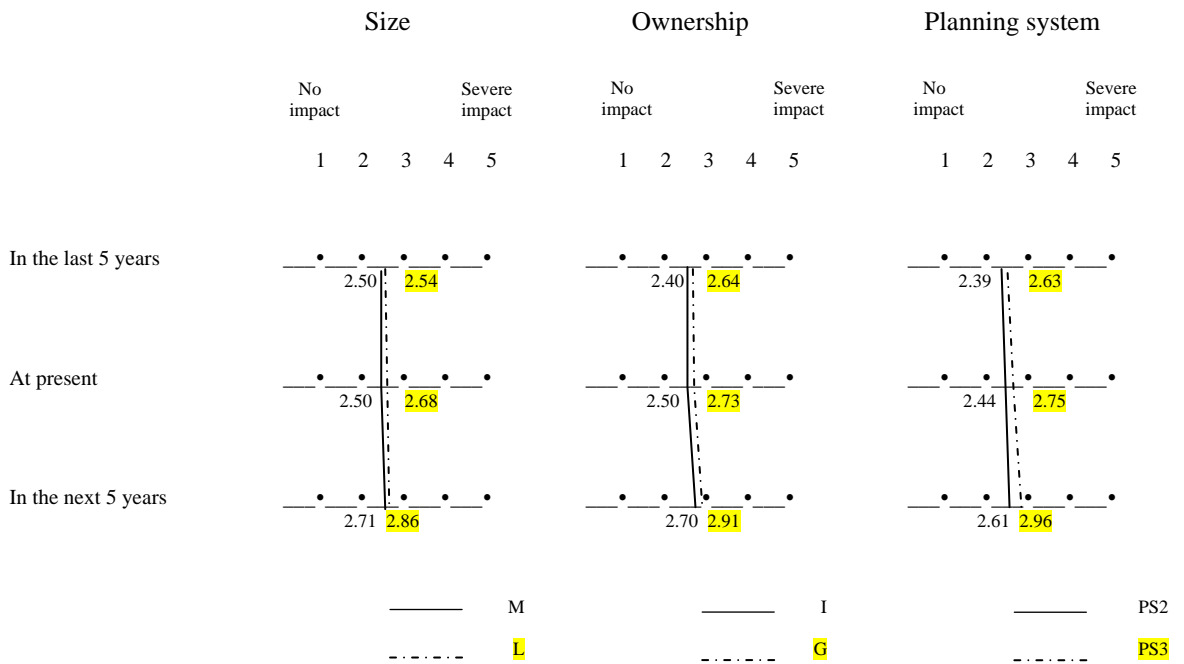 Size Ownership Planning system
No impact Severe impact No impact Severe impact No impact Severe impact
1 2 3 4 5 1 2 3 4 5 1 2 3 4 5
In the last 5 years
2.50 2.54 2.40 2.64 2.39 2.63
At present
2.50 2.68 2.50 2.73 2.44 2.75
In the next 5 years
2.71 2.86 2.70 2.91 2.61 2.96
M I PS2
L G PS3